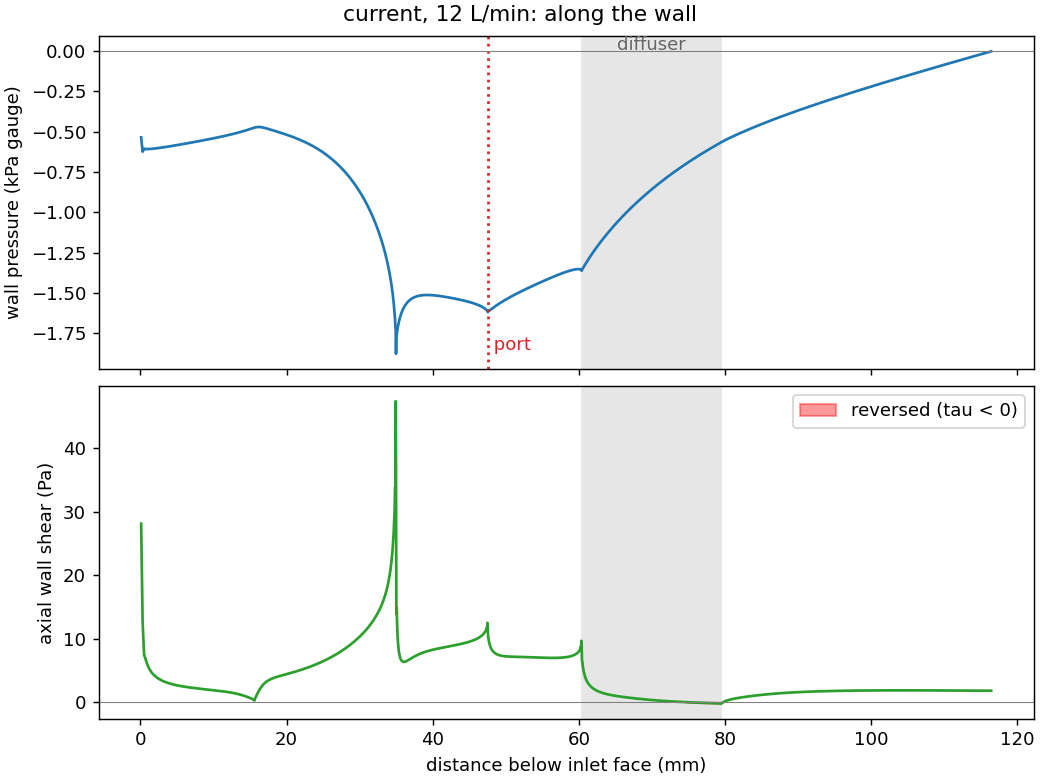 current, 12 L/min: along the wall
diffuser
wall pressure (kPa gauge)
0.00
−0.25
−0.50
−0.75
−1.00
−1.25
−1.50
−1.75
port
reversed (tau < 0)
axial wall shear (Pa)
40
30
20
10
0
0 20 40 60 80 100 120
distance below inlet face (mm)